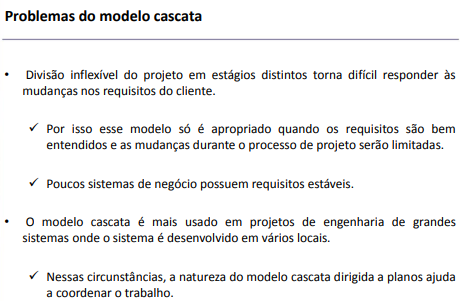 Problemas do modelo cascata
• Divisão inflexível do projeto em estágios distintos torna difícil responder às
mudanças nos requisitos do cliente.
✓ Por isso esse modelo só é apropriado quando os requisitos são bem
entendidos e as mudanças durante o processo de projeto serão limitadas.
✓ Poucos sistemas de negócio possuem requisitos estáveis.
• O modelo cascata é mais usado em projetos de engenharia de grandes
sistemas onde o sistema é desenvolvido em vários locais.
✓ Nessas circunstâncias, a natureza do modelo cascata dirigida a planos ajuda
a coordenar o trabalho.